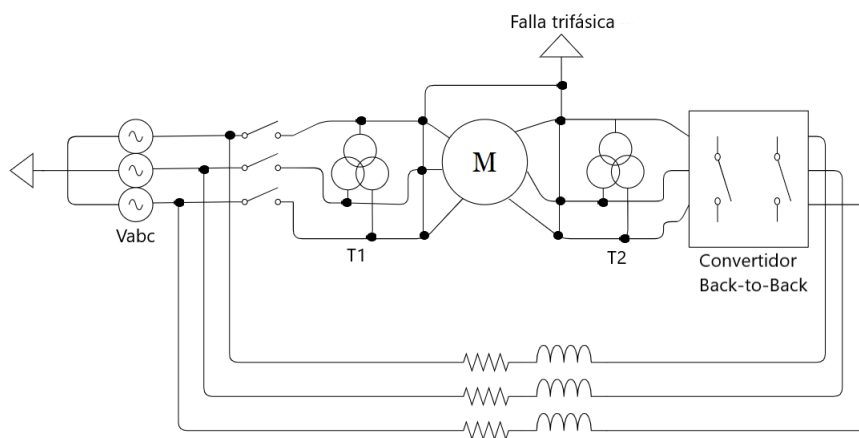 Falla trifásica
M
Vabc
T1
T2
Convertidor
Back-to-Back